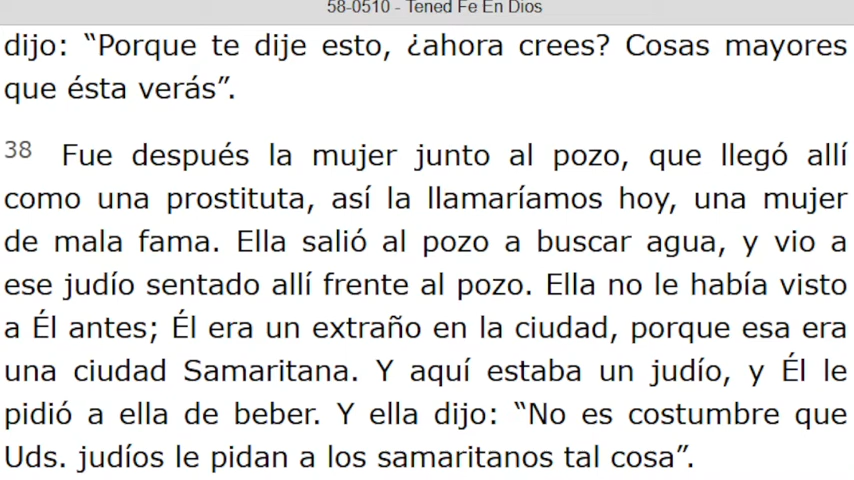 58-0510 - Tened Fe En Dios
dijo: “Porque te dije esto, ¿ahora crees? Cosas mayores
que ésta verás”.
38 Fue después la mujer junto al pozo, que llegó allí
como una prostituta, así la llamaríamos hoy, una mujer
de mala fama. Ella salió al pozo a buscar agua, y vio a
ese judío sentado allí frente al pozo. Ella no le había visto
a Él antes; Él era un extraño en la ciudad, porque esa era
una ciudad Samaritana. Y aquí estaba un judío, y Él le
pidió a ella de beber. Y ella dijo: “No es costumbre que
Uds. judíos le pidan a los samaritanos tal cosa”.